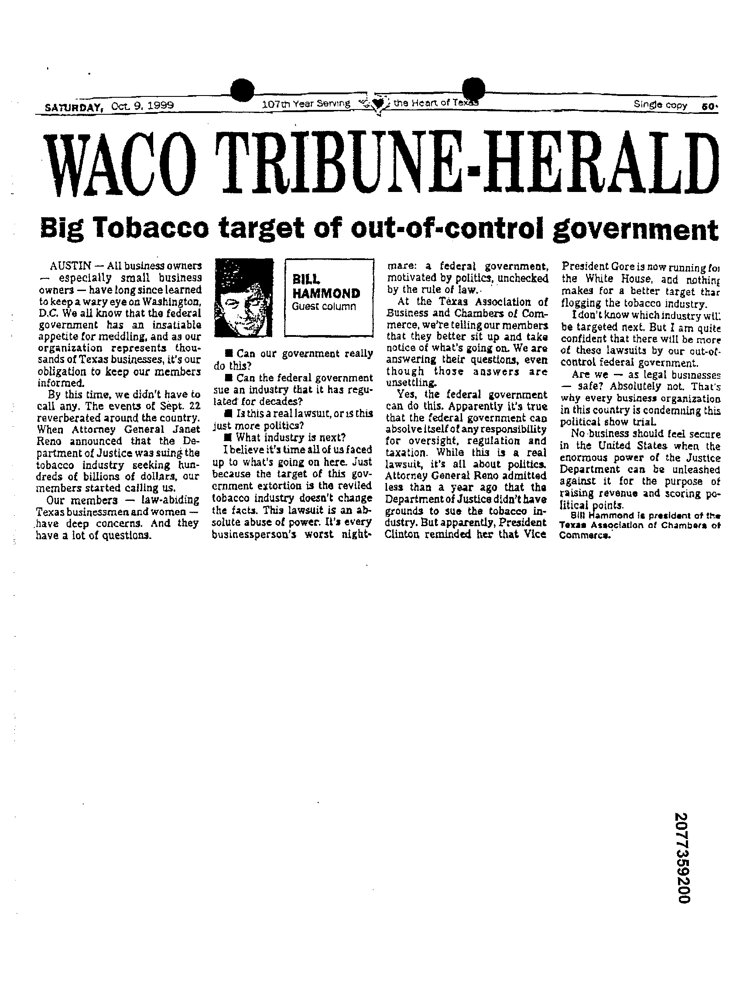 SATURDAY, Oct. 9, 1999
107th Year Serving the Heart of Texas
Single copy 50·
WACO TRIBUNE-HERALD
Big Tobacco target of out-of-control government
AUSTIN — All business owners
— especially small business
owners — have long since learned
to keep a wary eye on Washington,
D.C. We all know that the federal
government has an insatiable
appetite for meddling, and as our
organization represents thou-
sands of Texas businesses, it's our
obligation to keep our members
informed.
By this time, we didn't have to
call any. The events of Sept. 22
reverberated around the country.
When Attorney General Janet
Reno announced that the De-
partment of Justice was suing the
tobacco industry seeking hun-
dreds of billions of dollars, our
members started calling us.
Our members — law-abiding
Texas businessmen and women —
have deep concerns. And they
have a lot of questions.
BILL
HAMMOND
Guest column
■ Can our government really
do this?
■ Can the federal government
sue an industry that it has regu-
lated for decades?
■ Is this a real lawsuit, or is this
just more politics?
■ What industry is next?
I believe it's time all of us faced
up to what's going on here. Just
because the target of this gov-
ernment extortion is the reviled
tobacco industry doesn't change
the facts. This lawsuit is an ab-
solute abuse of power. It's every
businessperson's worst night-
mare: a federal government,
motivated by politics, unchecked
by the rule of law.
At the Texas Association of
Business and Chambers of Com-
merce, we're telling our members
that they better sit up and take
notice of what's going on. We are
answering their questions, even
though those answers are
unsettling.
Yes, the federal government
can do this. Apparently it's true
that the federal government can
absolve itself of any responsibility
for oversight, regulation and
taxation. While this is a real
lawsuit, it's all about politics.
Attorney General Reno admitted
less than a year ago that the
Department of Justice didn't have
grounds to sue the tobacco in-
dustry. But apparently, President
Clinton reminded her that Vice
President Gore is now running for
the White House, and nothing
makes for a better target than
flogging the tobacco industry.
I don't know which industry will
be targeted next. But I am quite
confident that there will be more
of these lawsuits by our out-of-
control federal government.
Are we — as legal businesses
— safe? Absolutely not. That's
why every business organization
in this country is condemning this
political show trial.
No business should feel secure
in the United States when the
enormous power of the Justice
Department can be unleashed
against it for the purpose of
raising revenue and scoring po-
litical points.
Bill Hammond is president of the
Texas Association of Chambers of
Commerce.
2077359200